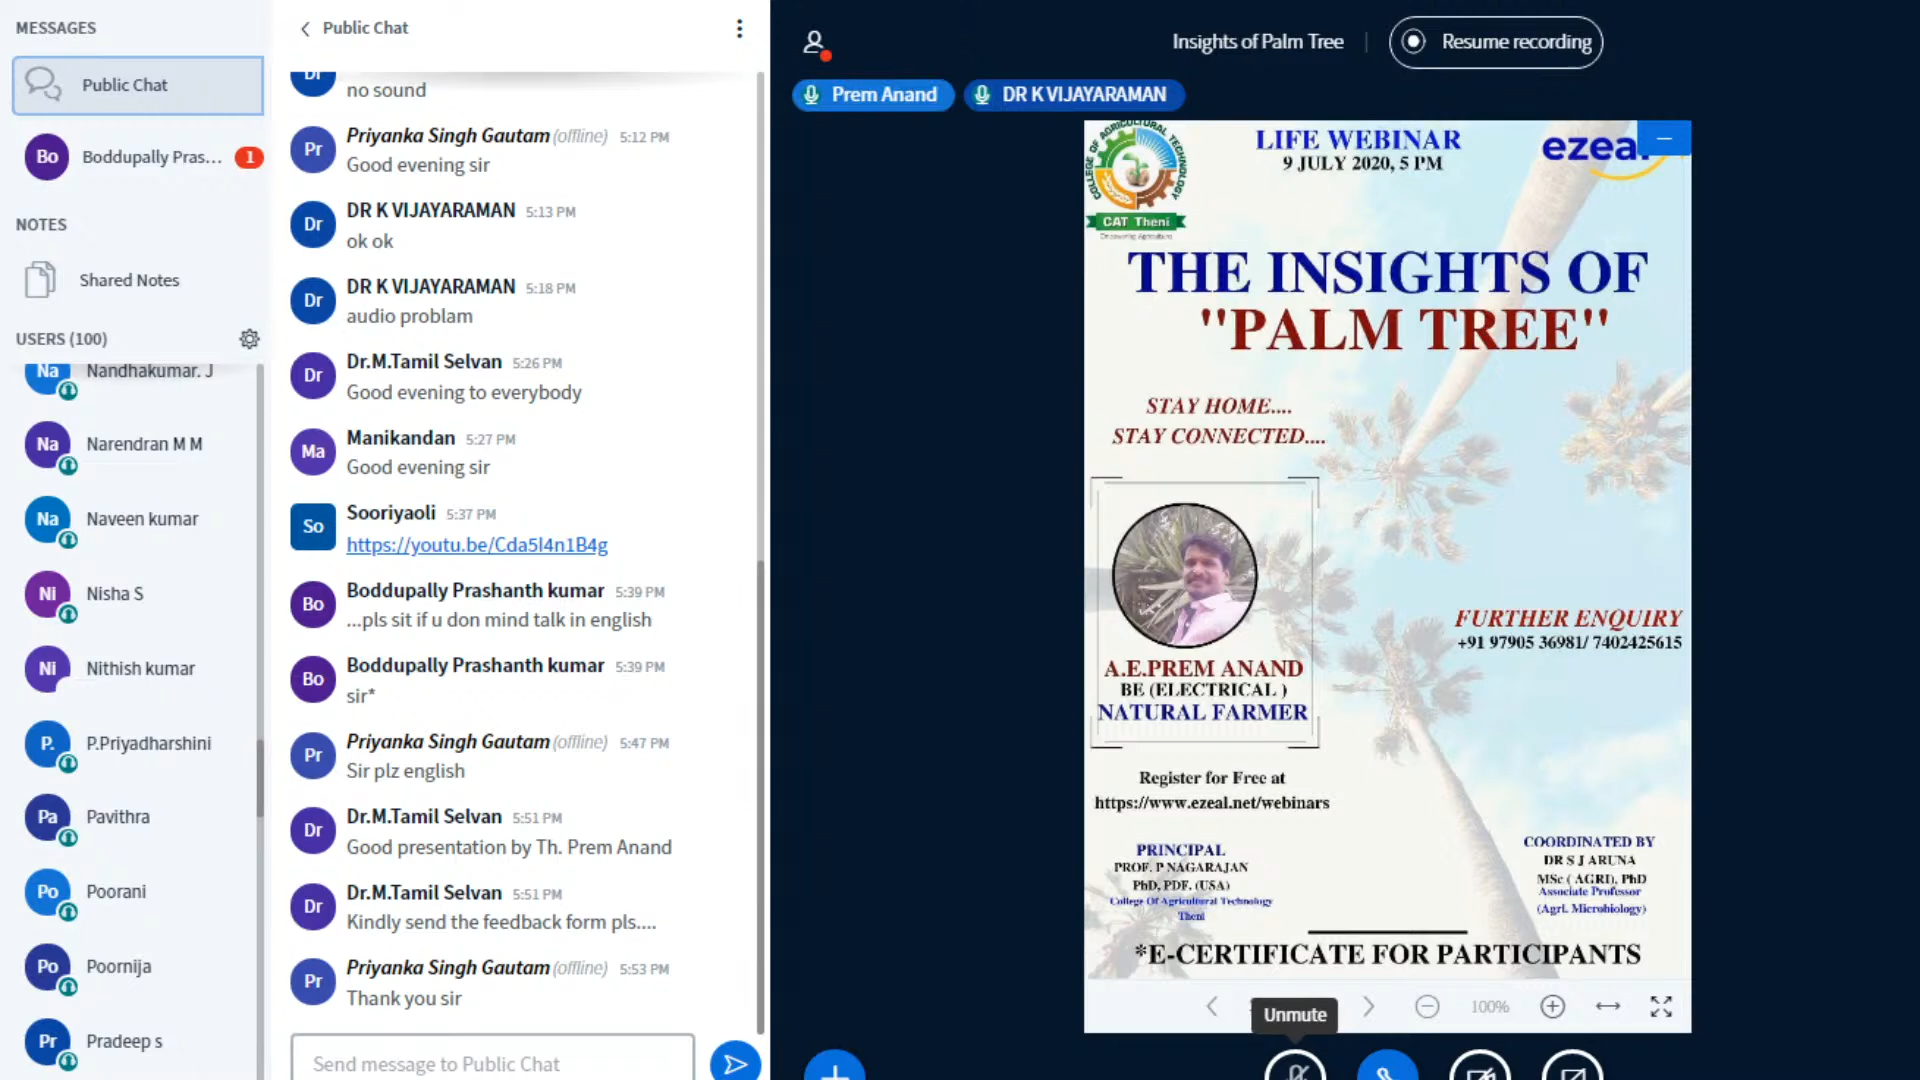 MESSAGES
Public Chat
Bo
Boddupally Pras...
1
NOTES
Shared Notes
USERS (100)
Na
Nandhakumar. J
Na
Narendran M M
Na
Naveen kumar
Ni
Nisha S
Ni
Nithish kumar
P.
P.Priyadharshini
Pa
Pavithra
Po
Poorani
Po
Poornija
Pr
Pradeep s
Public Chat
Dr
no sound
Pr
Priyanka Singh Gautam (offline) 5:12 PM
Good evening sir
Dr
DR K VIJAYARAMAN 5:13 PM
ok ok
Dr
DR K VIJAYARAMAN 5:18 PM
audio problam
Dr
Dr.M.Tamil Selvan 5:26 PM
Good evening to everybody
Ma
Manikandan 5:27 PM
Good evening sir
So
Sooriyaoli 5:37 PM
https://youtu.be/Cda5I4n1B4g
Bo
Boddupally Prashanth kumar 5:39 PM
...pls sit if u don mind talk in english
Bo
Boddupally Prashanth kumar 5:39 PM
sir*
Pr
Priyanka Singh Gautam (offline) 5:47 PM
Sir plz english
Dr
Dr.M.Tamil Selvan 5:51 PM
Good presentation by Th. Prem Anand
Dr
Dr.M.Tamil Selvan 5:51 PM
Kindly send the feedback form pls....
Pr
Priyanka Singh Gautam (offline) 5:53 PM
Thank you sir
Send message to Public Chat
Insights of Palm Tree
Resume recording
Prem Anand
DR K VIJAYARAMAN
COLLEGE OF AGRICULTURAL TECHNOLOGY
CAT Theni
LIFE WEBINAR
9 JULY 2020, 5 PM
ezeal
THE INSIGHTS OF
"PALM TREE"
STAY HOME....
STAY CONNECTED....
A.E.PREM ANAND
BE (ELECTRICAL )
NATURAL FARMER
FURTHER ENQUIRY
+91 97905 36981/ 7402425615
Register for Free at
https://www.ezeal.net/webinars
PRINCIPAL
PROF. P NAGARAJAN
PhD, PDF, (USA)
College Of Agricultural Technology
Theni
COORDINATED BY
DR S J ARUNA
MSc ( AGRI), PhD
Associate Professor
(Agrl. Microbiology)
*E-CERTIFICATE FOR PARTICIPANTS
100%
Unmute